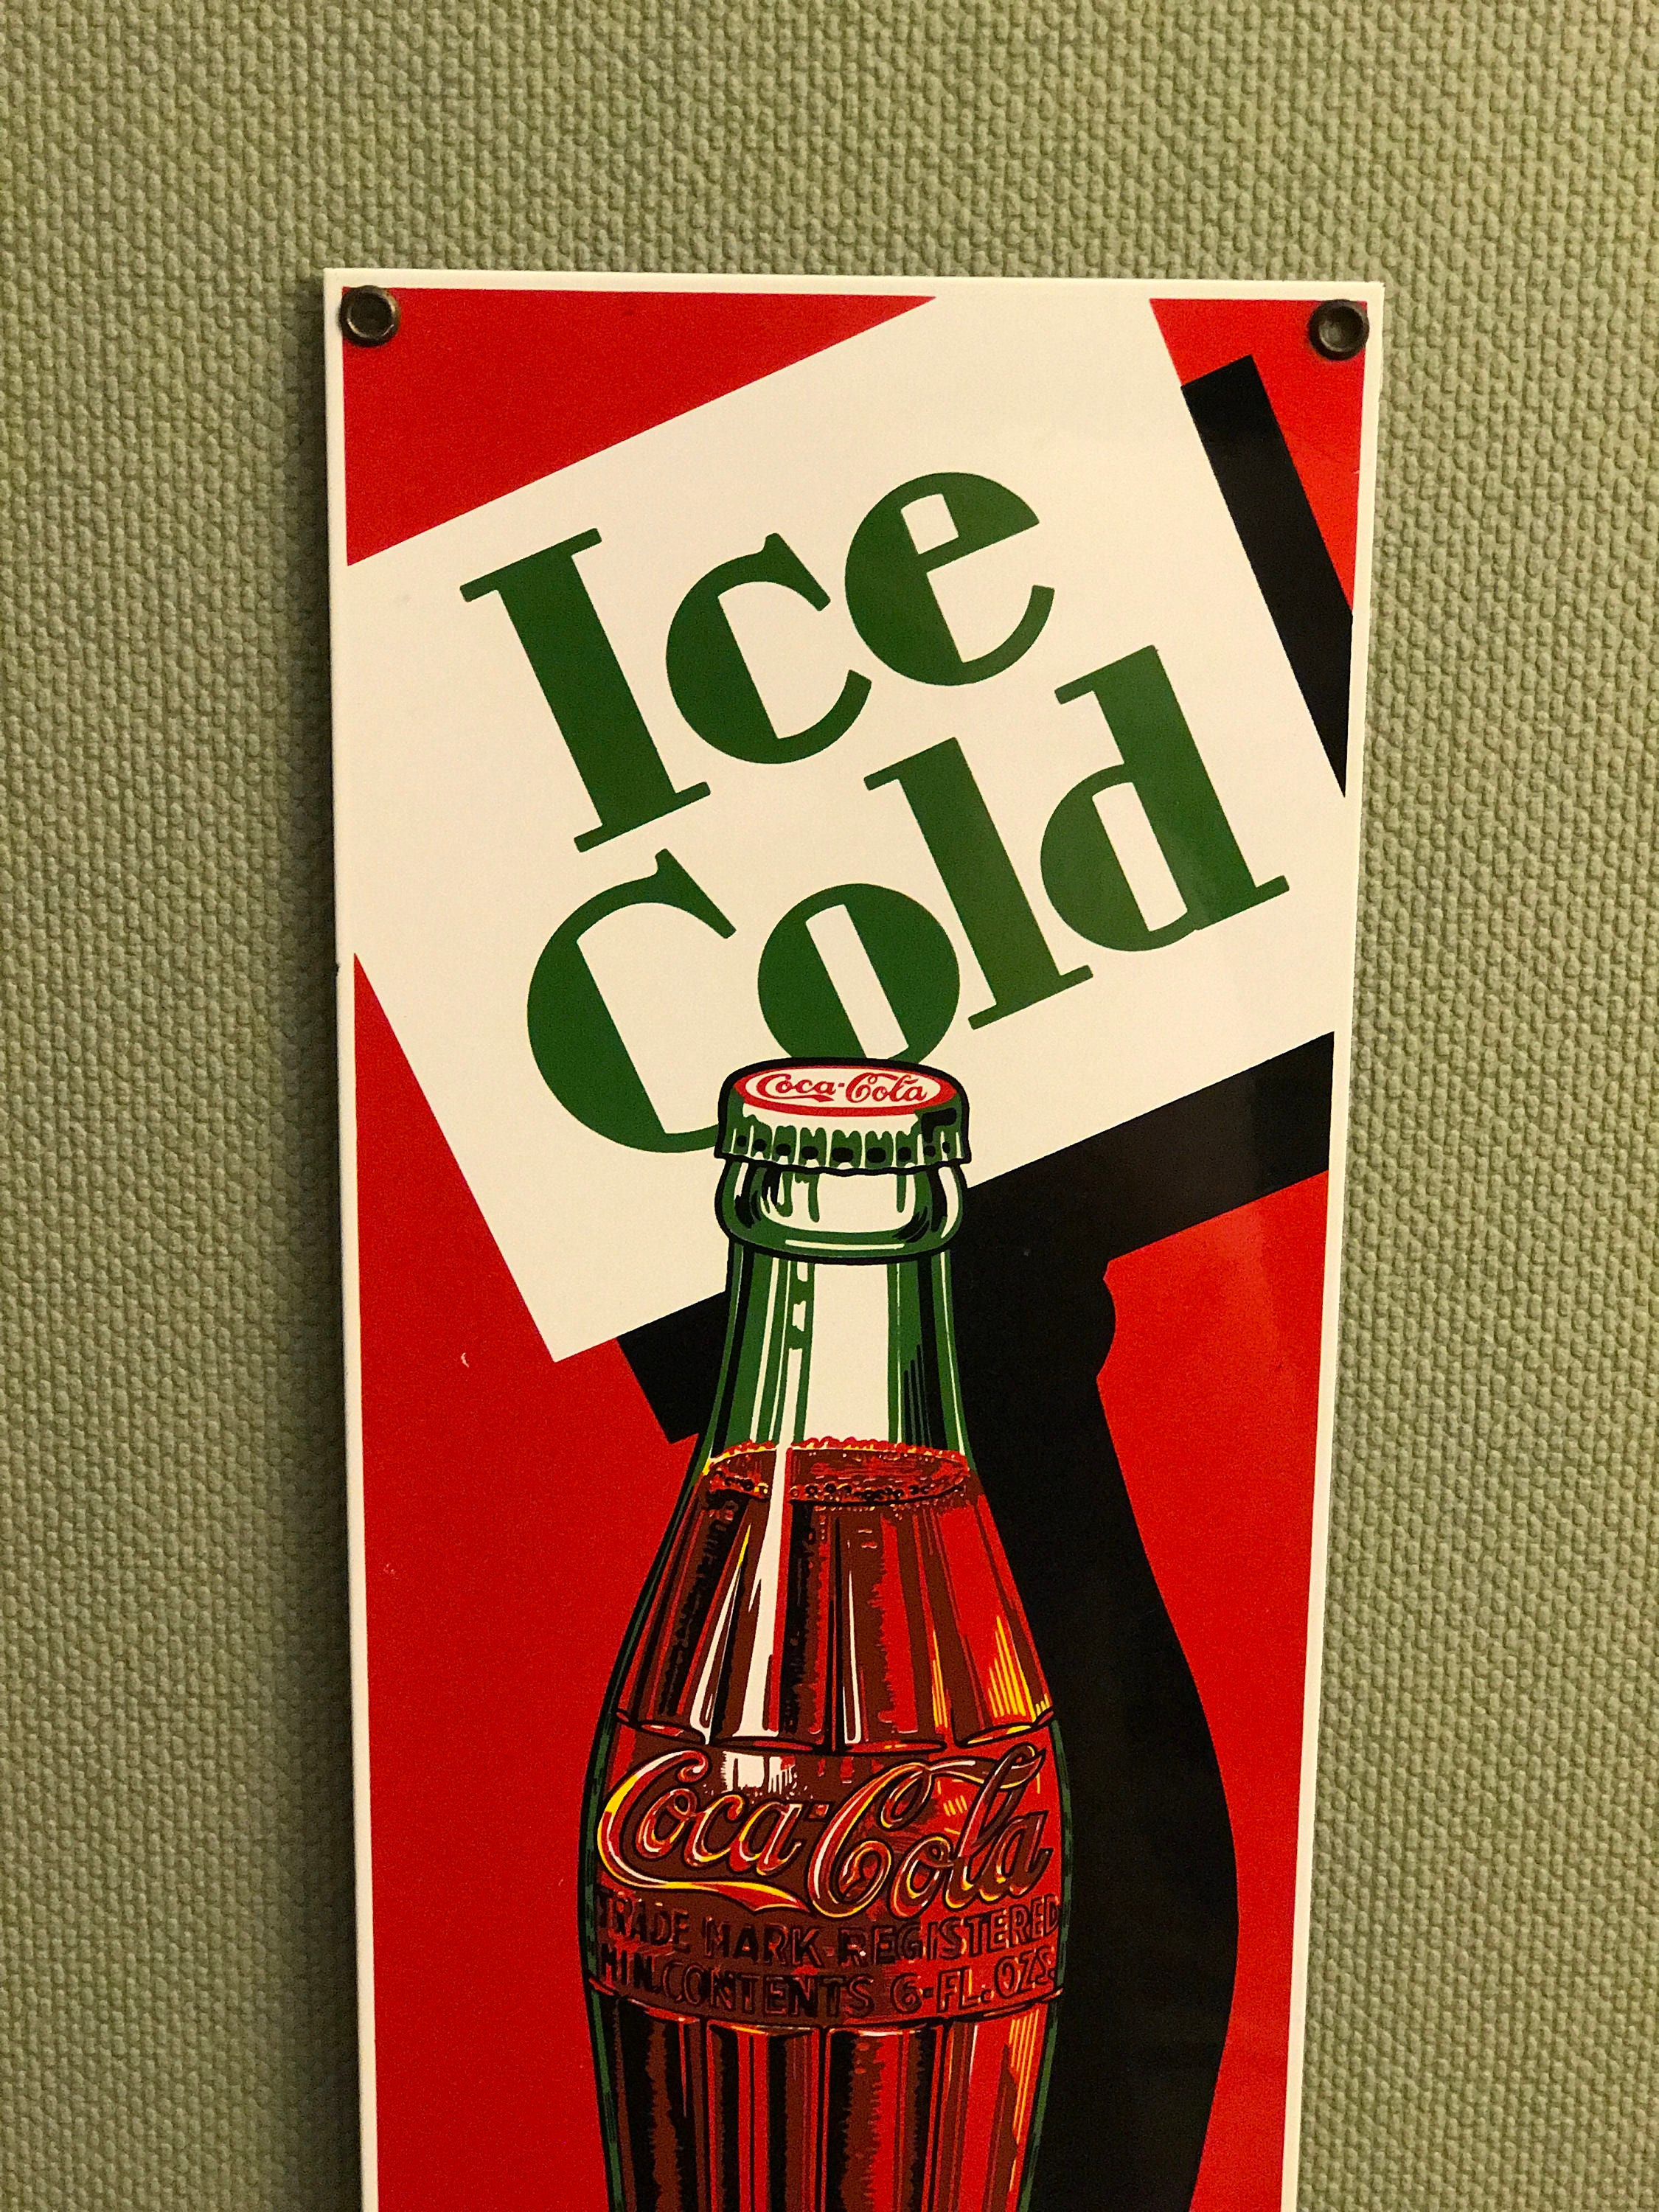 Ice
Cold
Coca-Cola
Coca-Cola
TRADE MARK REGISTERED
MIN. CONTENTS 6-FL. OZS.